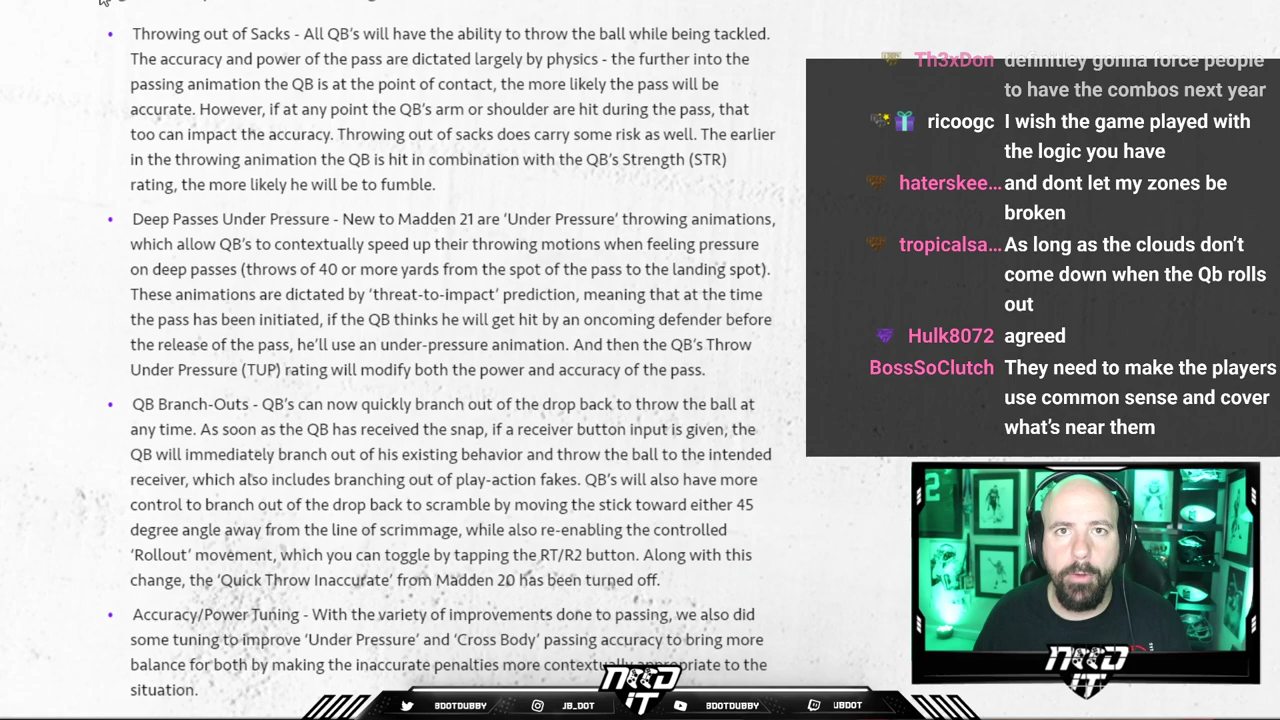 • Throwing out of Sacks - All QB's will have the ability to throw the ball while being tackled.
The accuracy and power of the pass are dictated largely by physics - the further into the
passing animation the QB is at the point of contact, the more likely the pass will be
accurate. However, if at any point the QB's arm or shoulder are hit during the pass, that
too can impact the accuracy. Throwing out of sacks does carry some risk as well. The earlier
in the throwing animation the QB is hit in combination with the QB's Strength (STR)
rating, the more likely he will be to fumble.
• Deep Passes Under Pressure - New to Madden 21 are 'Under Pressure' throwing animations,
which allow QB's to contextually speed up their throwing motions when feeling pressure
on deep passes (throws of 40 or more yards from the spot of the pass to the landing spot).
These animations are dictated by 'threat-to-impact' prediction, meaning that at the time
the pass has been initiated, if the QB thinks he will get hit by an oncoming defender before
the release of the pass, he'll use an under-pressure animation. And then the QB's Throw
Under Pressure (TUP) rating will modify both the power and accuracy of the pass.
• QB Branch-Outs - QB's can now quickly branch out of the drop back to throw the ball at
any time. As soon as the QB has received the snap, if a receiver button input is given, the
QB will immediately branch out of his existing behavior and throw the ball to the intended
receiver, which also includes branching out of play-action fakes. QB's will also have more
control to branch out of the drop back to scramble by moving the stick toward either 45
degree angle away from the line of scrimmage, while also re-enabling the controlled
'Rollout' movement, which you can toggle by tapping the RT/R2 button. Along with this
change, the 'Quick Throw Inaccurate' from Madden 20 has been turned off.
• Accuracy/Power Tuning - With the variety of improvements done to passing, we also did
some tuning to improve 'Under Pressure' and 'Cross Body' passing accuracy to bring more
balance for both by making the inaccurate penalties more contextually appropriate to the
situation.
Th3xDon definitley gonna force people
to have the combos next year
ricoogc I wish the game played with
the logic you have
haterskee... and dont let my zones be
broken
tropicalsa... As long as the clouds don't
come down when the Qb rolls
out
Hulk8072 agreed
BossSoClutch They need to make the players
use common sense and cover
what's near them
NEED
IT
NEED
IT
BDOTDUBBY JB_DOT BDOTDUBBY JBDOT